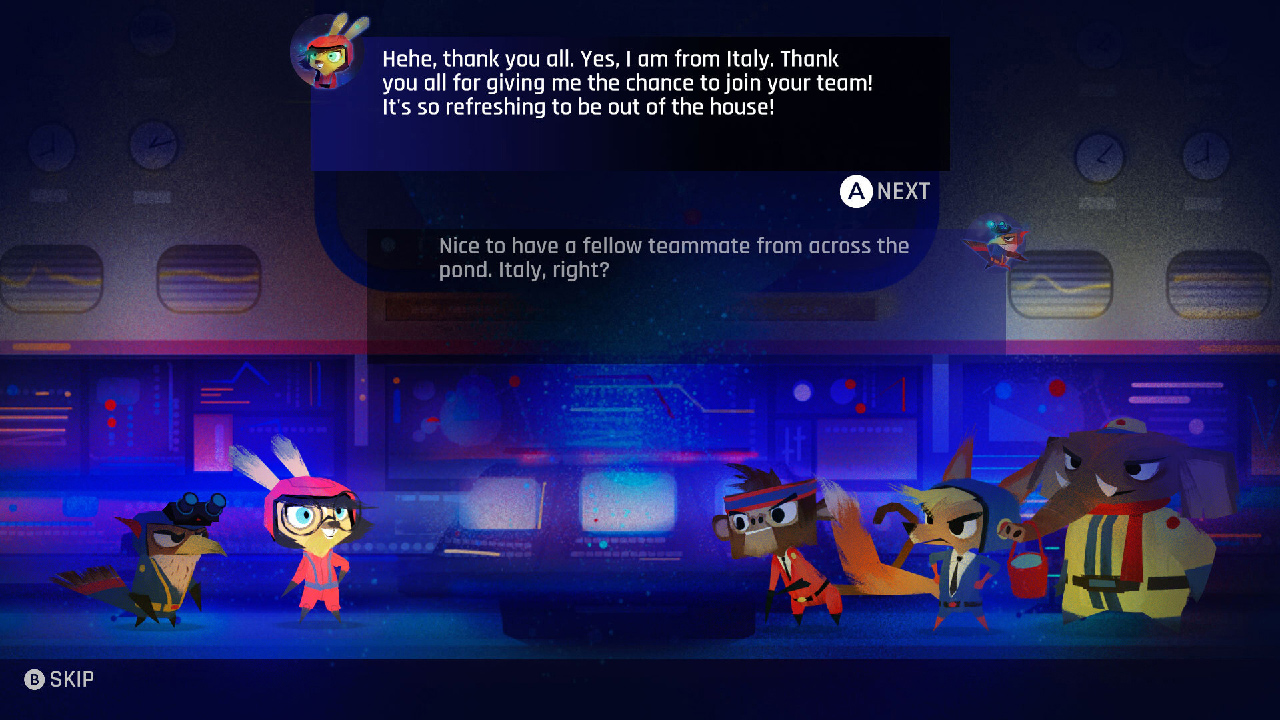 Hehe, thank you all. Yes, I am from Italy. Thank
you all for giving me the chance to join your team!
It's so refreshing to be out of the house!
A NEXT
Nice to have a fellow teammate from across the
pond. Italy, right?
B SKIP